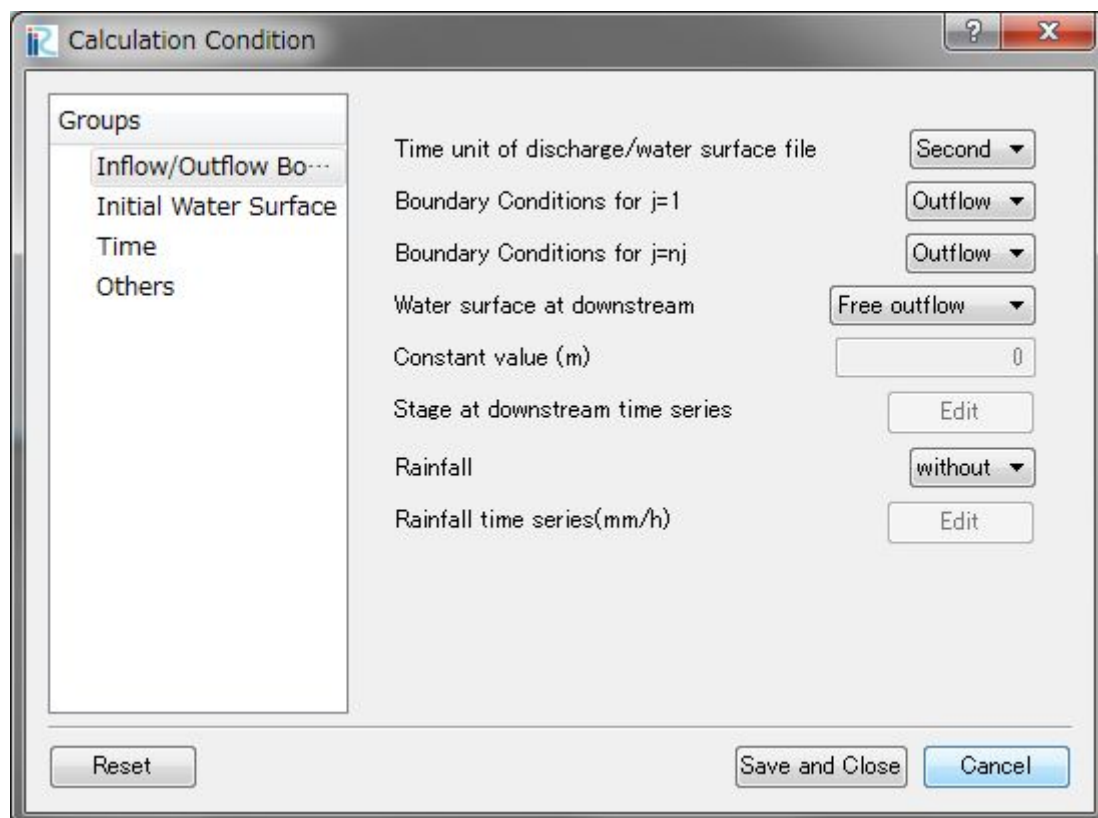 Calculation Condition
Groups
Inflow/Outflow Bo…
Initial Water Surface
Time
Others
Time unit of discharge/water surface file Second
Boundary Conditions for j=1 Outflow
Boundary Conditions for j=nj Outflow
Water surface at downstream Free outflow
Constant value (m) 0
Stage at downstream time series Edit
Rainfall without
Rainfall time series(mm/h) Edit
Reset Save and Close Cancel